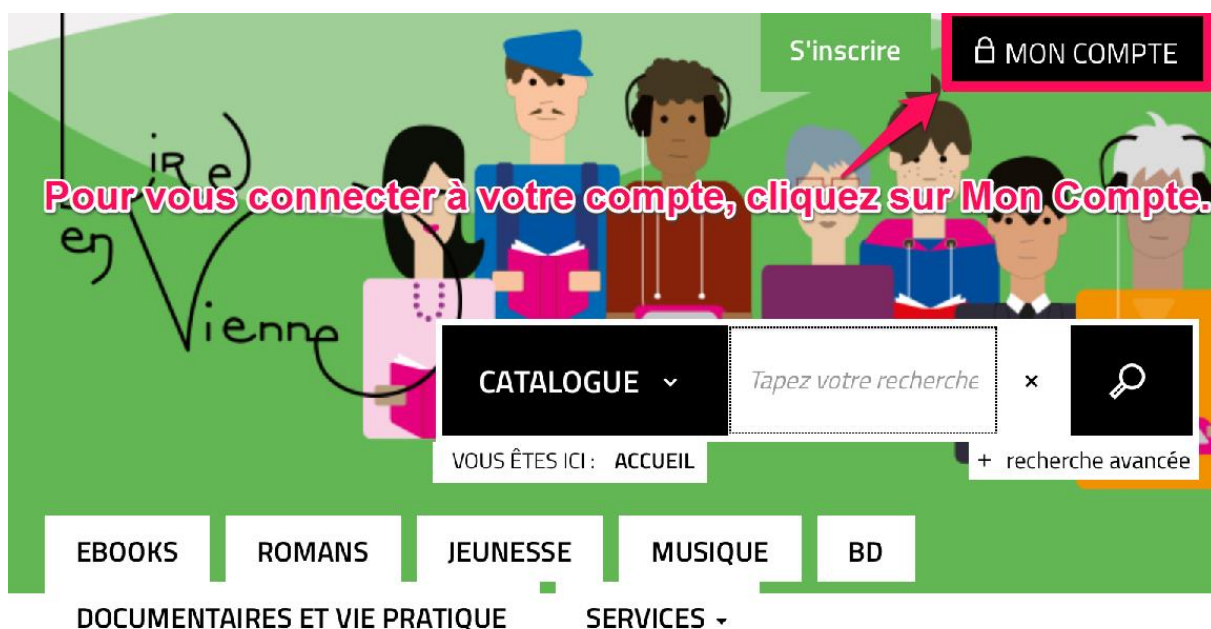 S'inscrire
MON COMPTE
Lire
en
Vienne
Pour vous connecter à votre compte, cliquez sur Mon Compte.
CATALOGUE
Tapez votre recherche
×
VOUS ÊTES ICI : ACCUEIL
+ recherche avancée
EBOOKS
ROMANS
JEUNESSE
MUSIQUE
BD
DOCUMENTAIRES ET VIE PRATIQUE
SERVICES